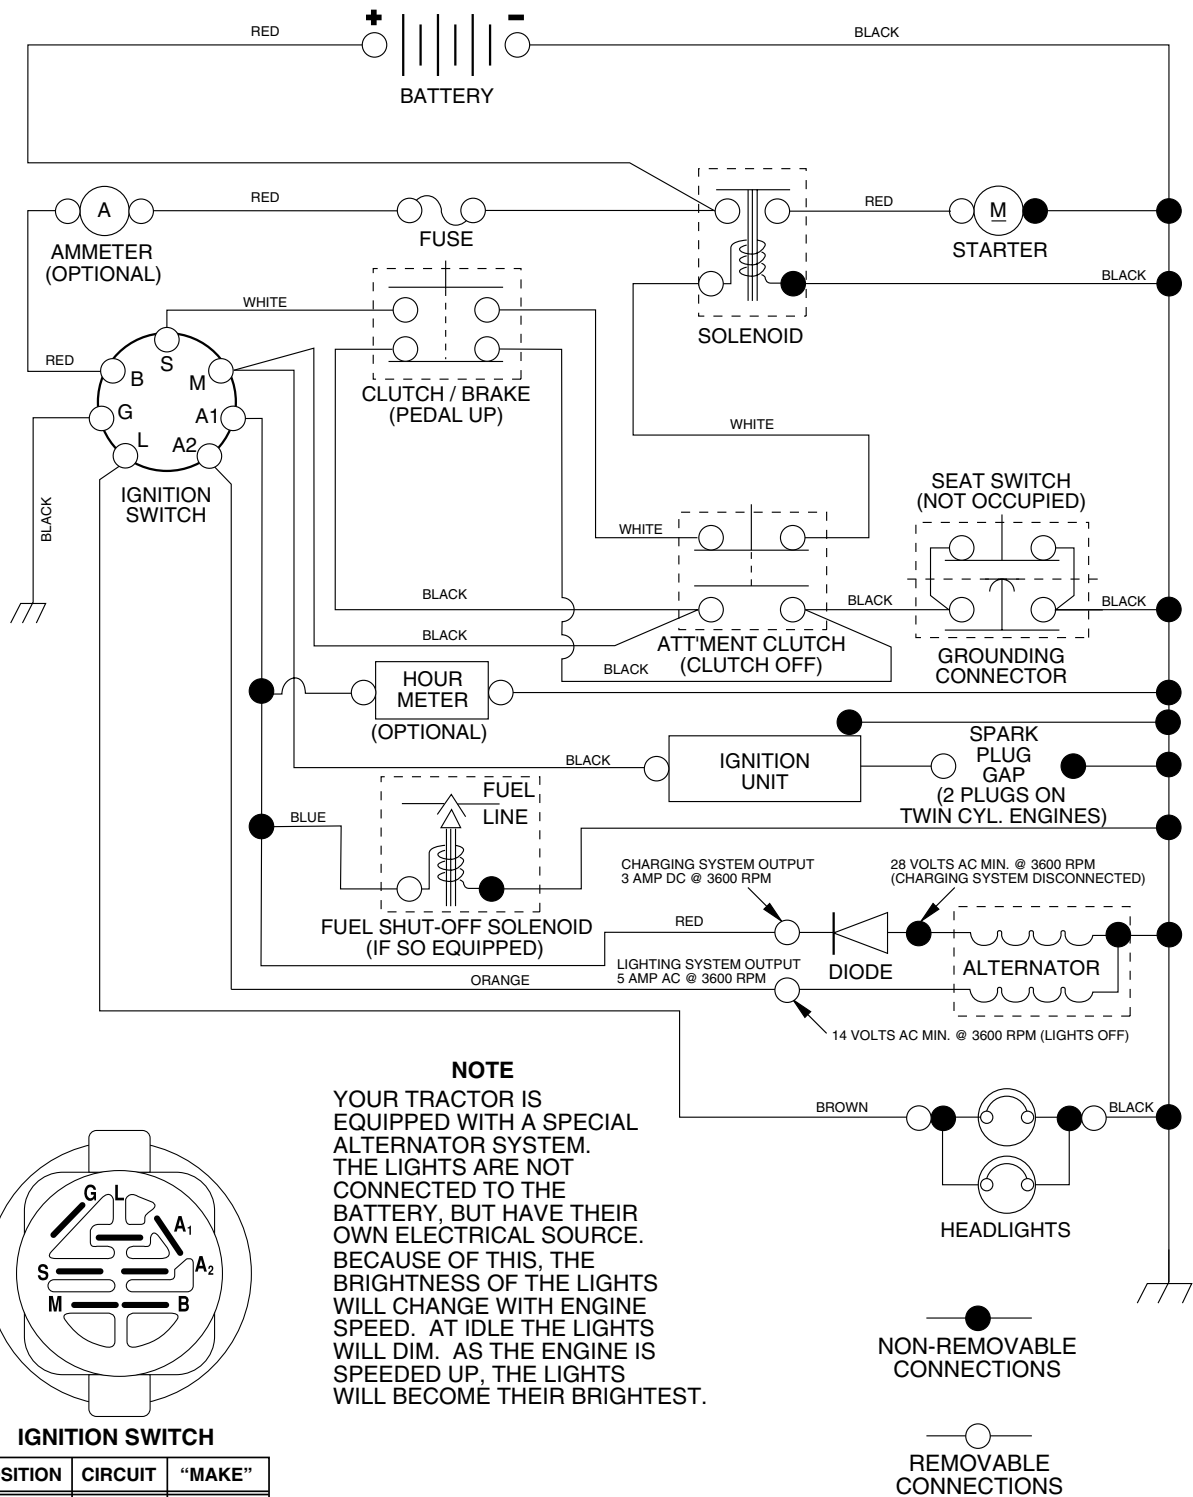 + -
RED
BLACK
BATTERY
A
RED
RED
M
AMMETER
(OPTIONAL)
FUSE
STARTER
BLACK
WHITE
SOLENOID
RED
S
B
M
CLUTCH / BRAKE
(PEDAL UP)
G
A1
L
A2
WHITE
IGNITION
SWITCH
BLACK
SEAT SWITCH
(NOT OCCUPIED)
WHITE
BLACK
BLACK
BLACK
BLACK
ATT'MENT CLUTCH
(CLUTCH OFF)
GROUNDING
CONNECTOR
BLACK
HOUR
METER
(OPTIONAL)
BLACK
IGNITION
UNIT
SPARK
PLUG
GAP
(2 PLUGS ON
TWIN CYL. ENGINES)
FUEL
LINE
BLUE
FUEL SHUT-OFF SOLENOID
(IF SO EQUIPPED)
CHARGING SYSTEM OUTPUT
3 AMP DC @ 3600 RPM
28 VOLTS AC MIN. @ 3600 RPM
(CHARGING SYSTEM DISCONNECTED)
RED
DIODE
ALTERNATOR
LIGHTING SYSTEM OUTPUT
5 AMP AC @ 3600 RPM
ORANGE
14 VOLTS AC MIN. @ 3600 RPM (LIGHTS OFF)
NOTE
YOUR TRACTOR IS
EQUIPPED WITH A SPECIAL
ALTERNATOR SYSTEM.
THE LIGHTS ARE NOT
CONNECTED TO THE
BATTERY, BUT HAVE THEIR
OWN ELECTRICAL SOURCE.
BECAUSE OF THIS, THE
BRIGHTNESS OF THE LIGHTS
WILL CHANGE WITH ENGINE
SPEED. AT IDLE THE LIGHTS
WILL DIM. AS THE ENGINE IS
SPEEDED UP, THE LIGHTS
WILL BECOME THEIR BRIGHTEST.
BROWN
BLACK
HEADLIGHTS
G L
A1
S
A2
M
B
IGNITION SWITCH
SITION CIRCUIT “MAKE”
NON-REMOVABLE
CONNECTIONS
REMOVABLE
CONNECTIONS